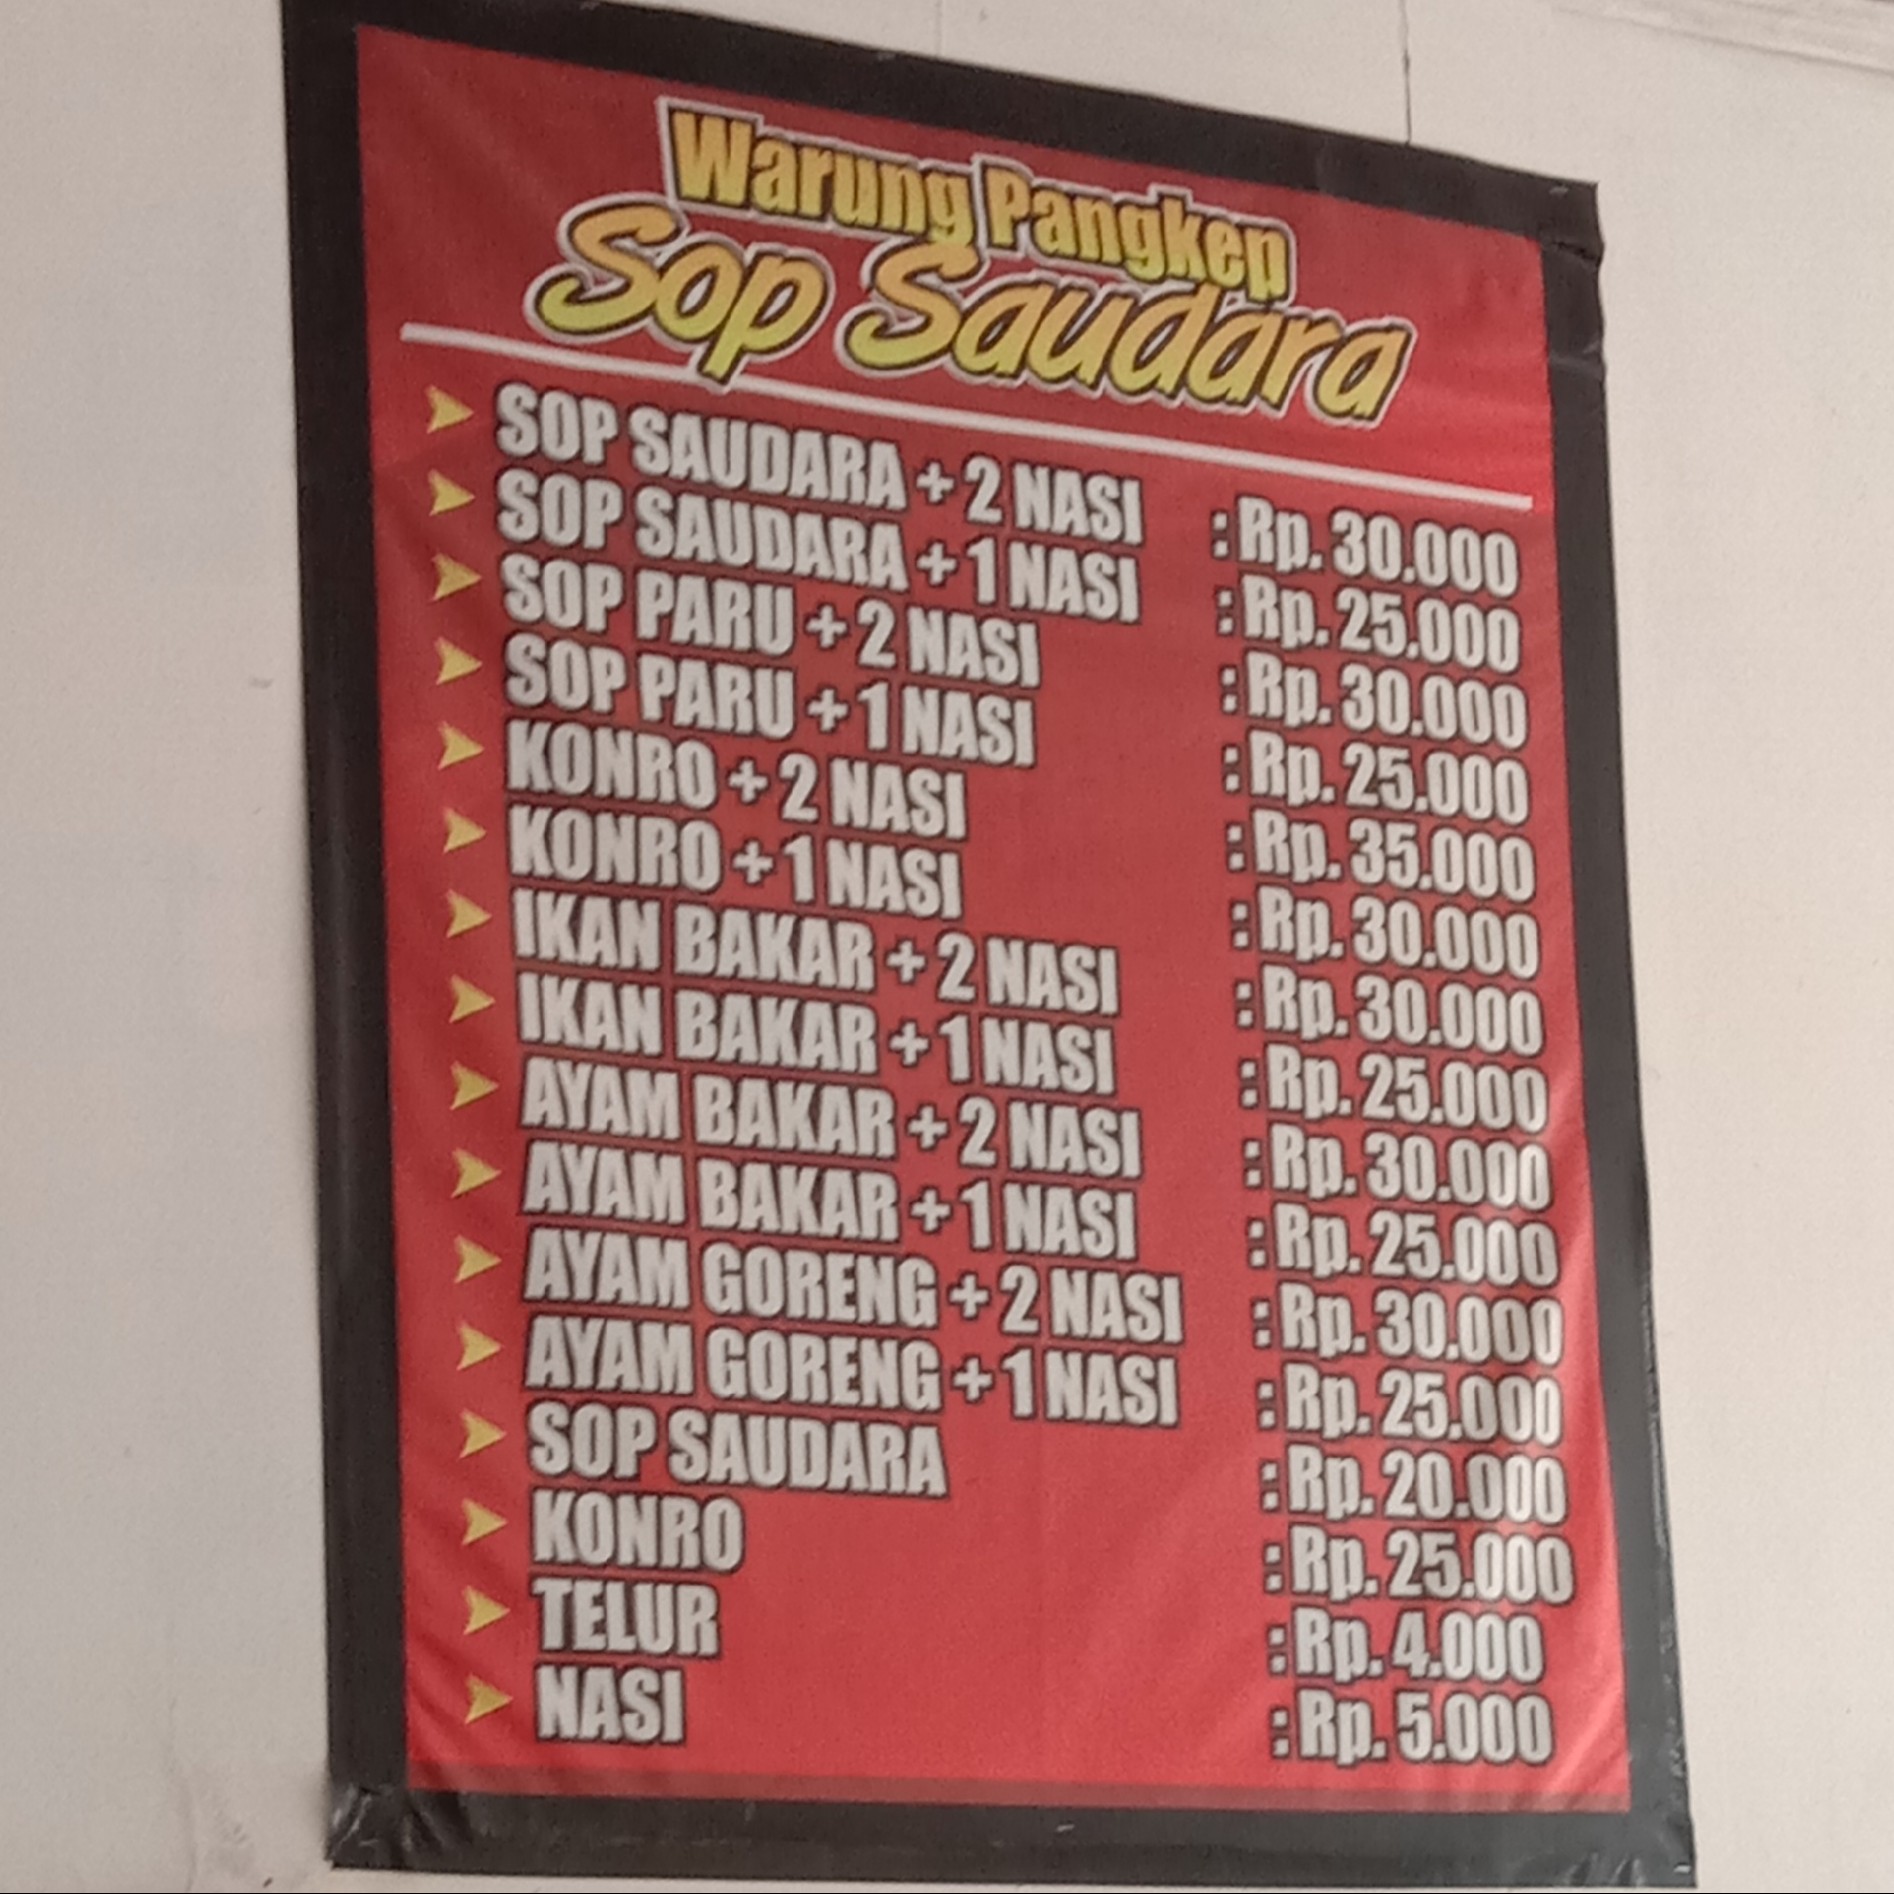 Warung Pangkep
Sop Saudara
SOP SAUDARA + 2 NASI : Rp. 30.000
SOP SAUDARA + 1 NASI : Rp. 25.000
SOP PARU + 2 NASI : Rp. 30.000
SOP PARU + 1 NASI : Rp. 25.000
KONRO + 2 NASI : Rp. 35.000
KONRO + 1 NASI : Rp. 30.000
IKAN BAKAR + 2 NASI : Rp. 30.000
IKAN BAKAR + 1 NASI : Rp. 25.000
AYAM BAKAR + 2 NASI : Rp. 30.000
AYAM BAKAR + 1 NASI : Rp. 25.000
AYAM GORENG + 2 NASI : Rp. 30.000
AYAM GORENG + 1 NASI : Rp. 25.000
SOP SAUDARA : Rp. 20.000
KONRO : Rp. 25.000
TELUR : Rp. 4.000
NASI : Rp. 5.000